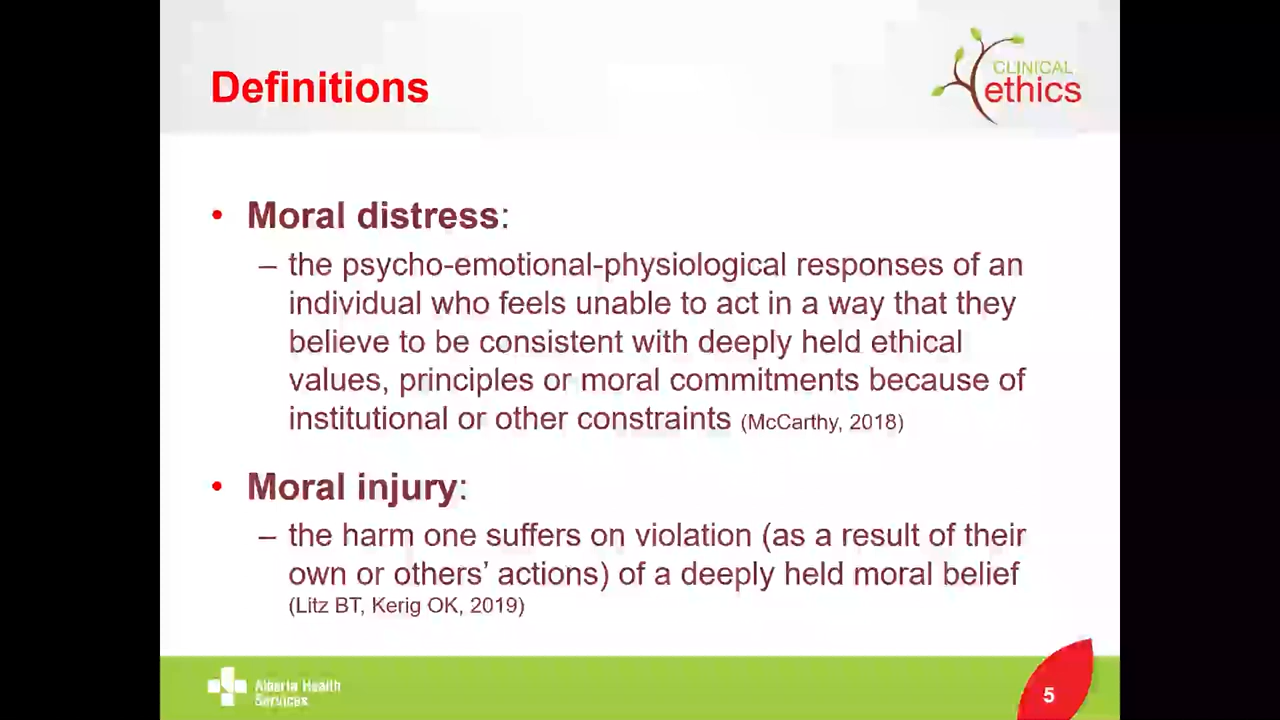 Definitions
CLINICAL
ethics
• Moral distress:
– the psycho-emotional-physiological responses of an
individual who feels unable to act in a way that they
believe to be consistent with deeply held ethical
values, principles or moral commitments because of
institutional or other constraints (McCarthy, 2018)
• Moral injury:
– the harm one suffers on violation (as a result of their
own or others’ actions) of a deeply held moral belief
(Litz BT, Kerig OK, 2019)
Alberta Health
Services
5